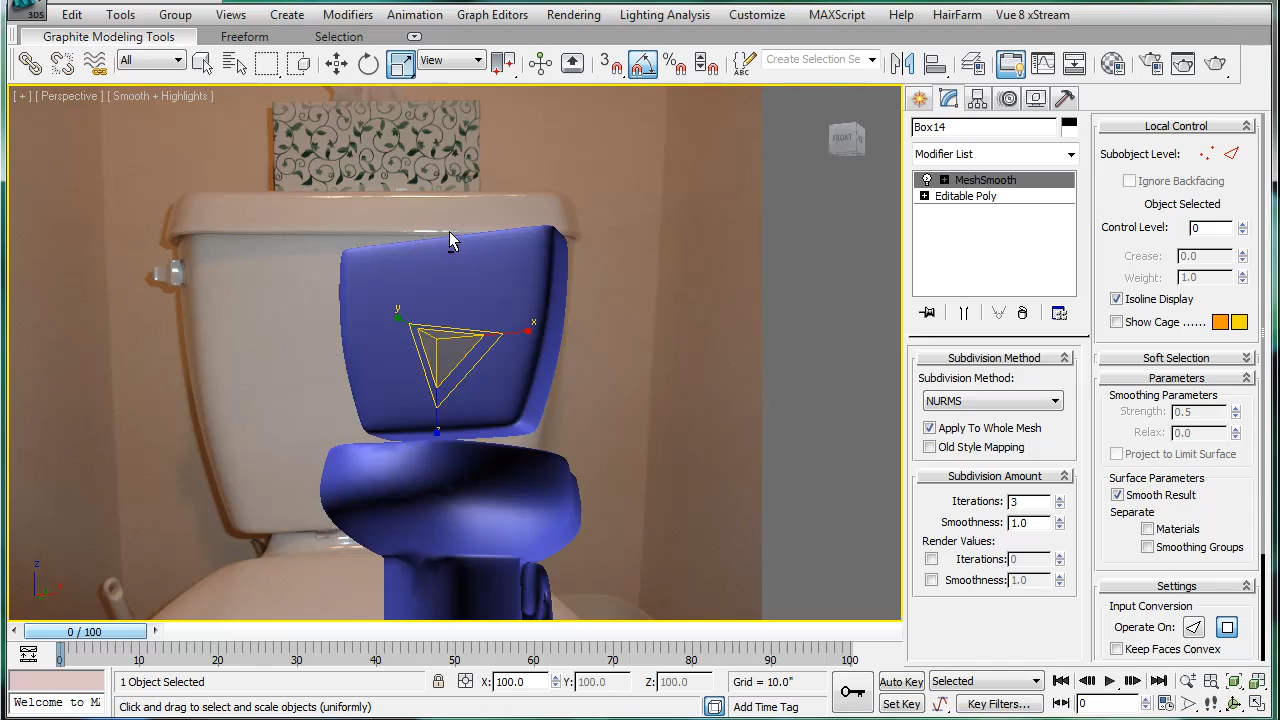 3DS
Edit Tools Group Views Create Modifiers Animation Graph Editors Rendering Lighting Analysis Customize MAXScript Help HairFarm Vue 8 xStream
Graphite Modeling Tools Freeform Selection
All View 3 ABC Create Selection Se
[ + ] [ Perspective ] [ Smooth + Highlights ]
FRONT
y
x
z
z
Box14
Modifier List
MeshSmooth
Editable Poly
Subdivision Method
Subdivision Method:
NURMS
Apply To Whole Mesh
Old Style Mapping
Subdivision Amount
Iterations: 3
Smoothness: 1.0
Render Values:
Iterations: 0
Smoothness: 1.0
Local Control
Subobject Level:
Ignore Backfacing
Object Selected
Control Level: 0
Crease: 0.0
Weight: 1.0
Isoline Display
Show Cage ......
Soft Selection
Parameters
Smoothing Parameters
Strength: 0.5
Relax: 0.0
Project to Limit Surface
Surface Parameters
Smooth Result
Separate
Materials
Smoothing Groups
Settings
Input Conversion
Operate On:
Keep Faces Convex
0 / 100
0 10 20 30 40 50 60 70 80 90 100
1 Object Selected X: 100.0 Y: 100.0 Z: 100.0 Grid = 10.0" Auto Key Selected
Welcome to M Click and drag to select and scale objects (uniformly) Add Time Tag Set Key Key Filters... 0